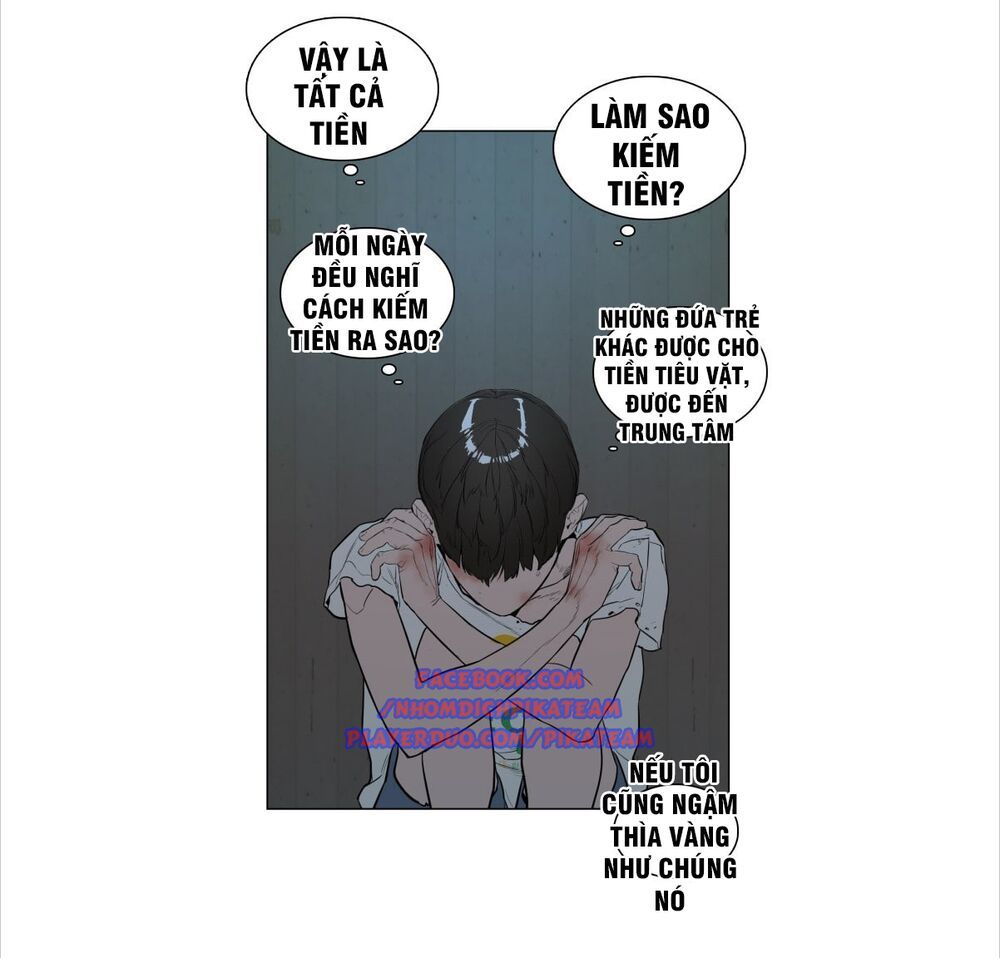 VẬY LÀ
TẤT CẢ
TIỀN
LÀM SAO
KIẾM
TIỀN?
MỖI NGÀY
ĐỀU NGHĨ
CÁCH KIẾM
TIỀN RA SAO?
NHỮNG ĐỨA TRẺ
KHÁC ĐƯỢC CHÒ
TIỀN TIÊU VẶT,
ĐƯỢC ĐẾN
TRUNG TÂM
FACEBOOK.COM
/NHOMDICHPIKATEAM
PLAYERDUO.COM/PIKATEAM
NẾU TÔI
CŨNG NGẬM
THÌA VÀNG
NHƯ CHÚNG
NÓ